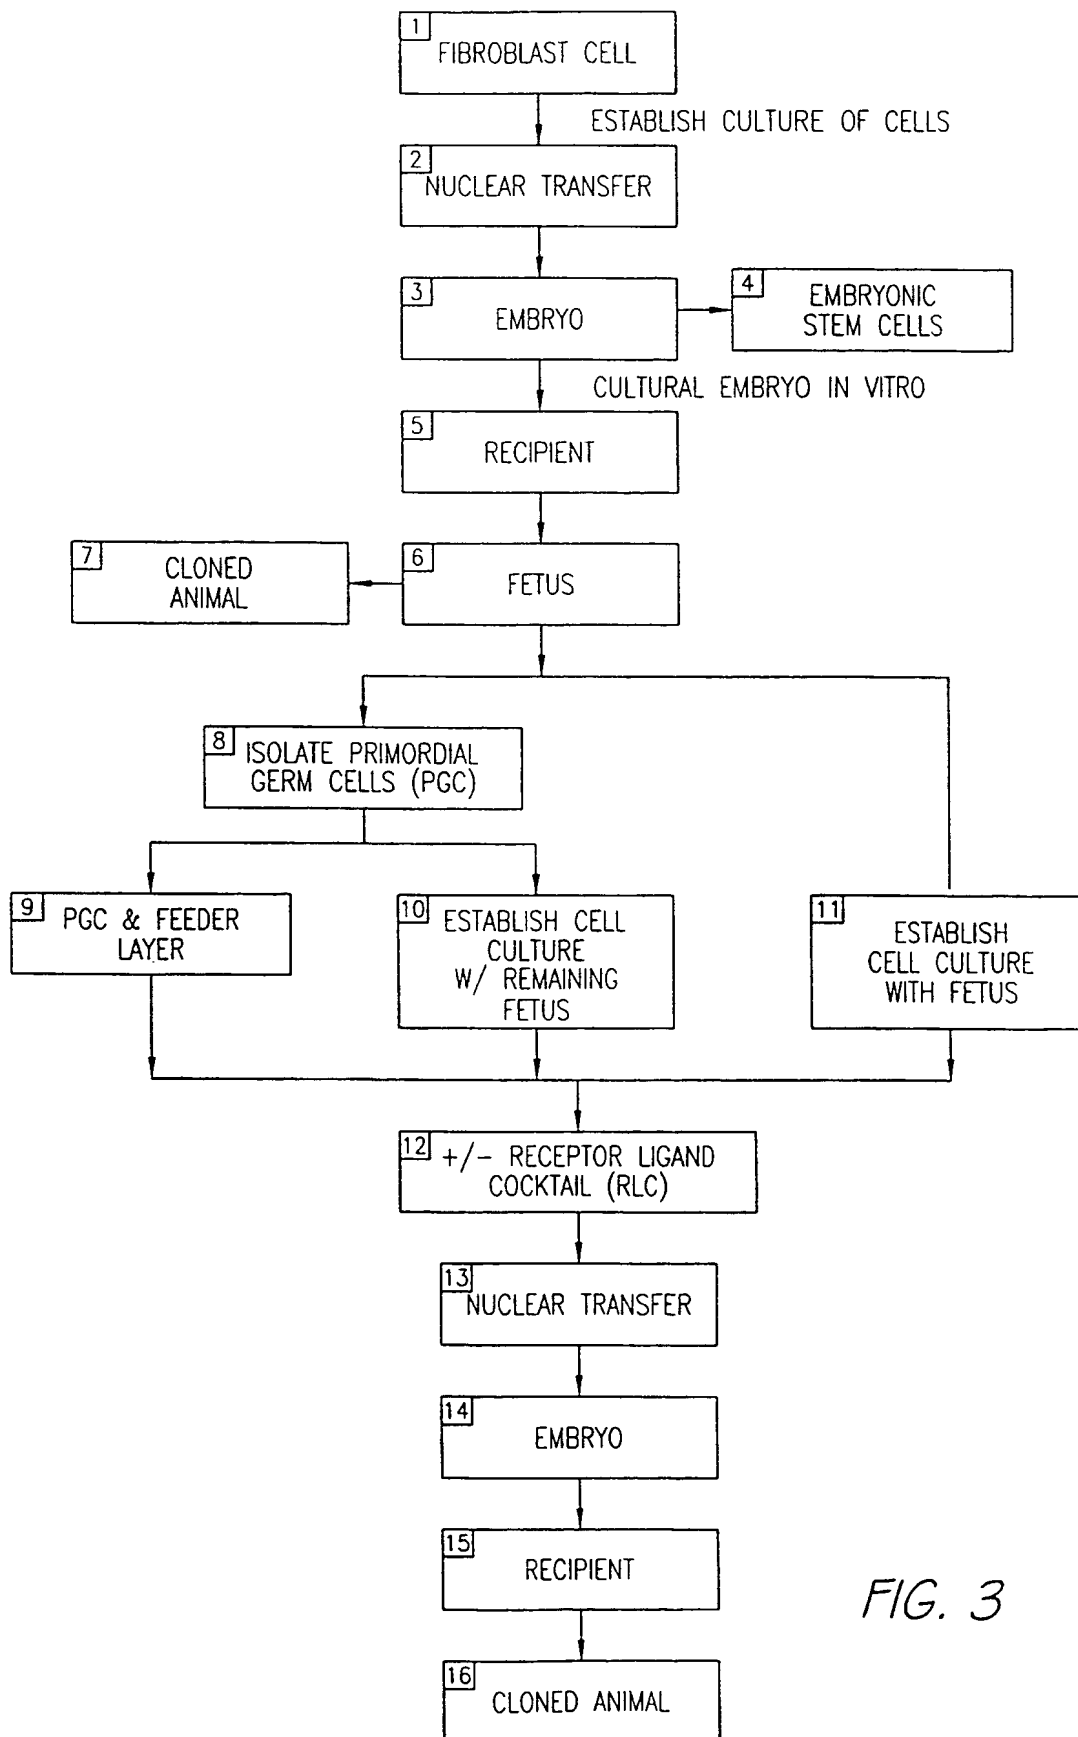 1
FIBROBLAST CELL
ESTABLISH CULTURE OF CELLS
2
NUCLEAR TRANSFER
3
EMBRYO
4
EMBRYONIC
STEM CELLS
CULTURAL EMBRYO IN VITRO
5
RECIPIENT
6
FETUS
7
CLONED
ANIMAL
8
ISOLATE PRIMORDIAL
GERM CELLS (PGC)
9
PGC & FEEDER
LAYER
10
ESTABLISH CELL
CULTURE
W/ REMAINING
FETUS
11
ESTABLISH
CELL CULTURE
WITH FETUS
12
+/- RECEPTOR LIGAND
COCKTAIL (RLC)
13
NUCLEAR TRANSFER
14
EMBRYO
15
RECIPIENT
16
CLONED ANIMAL
FIG. 3